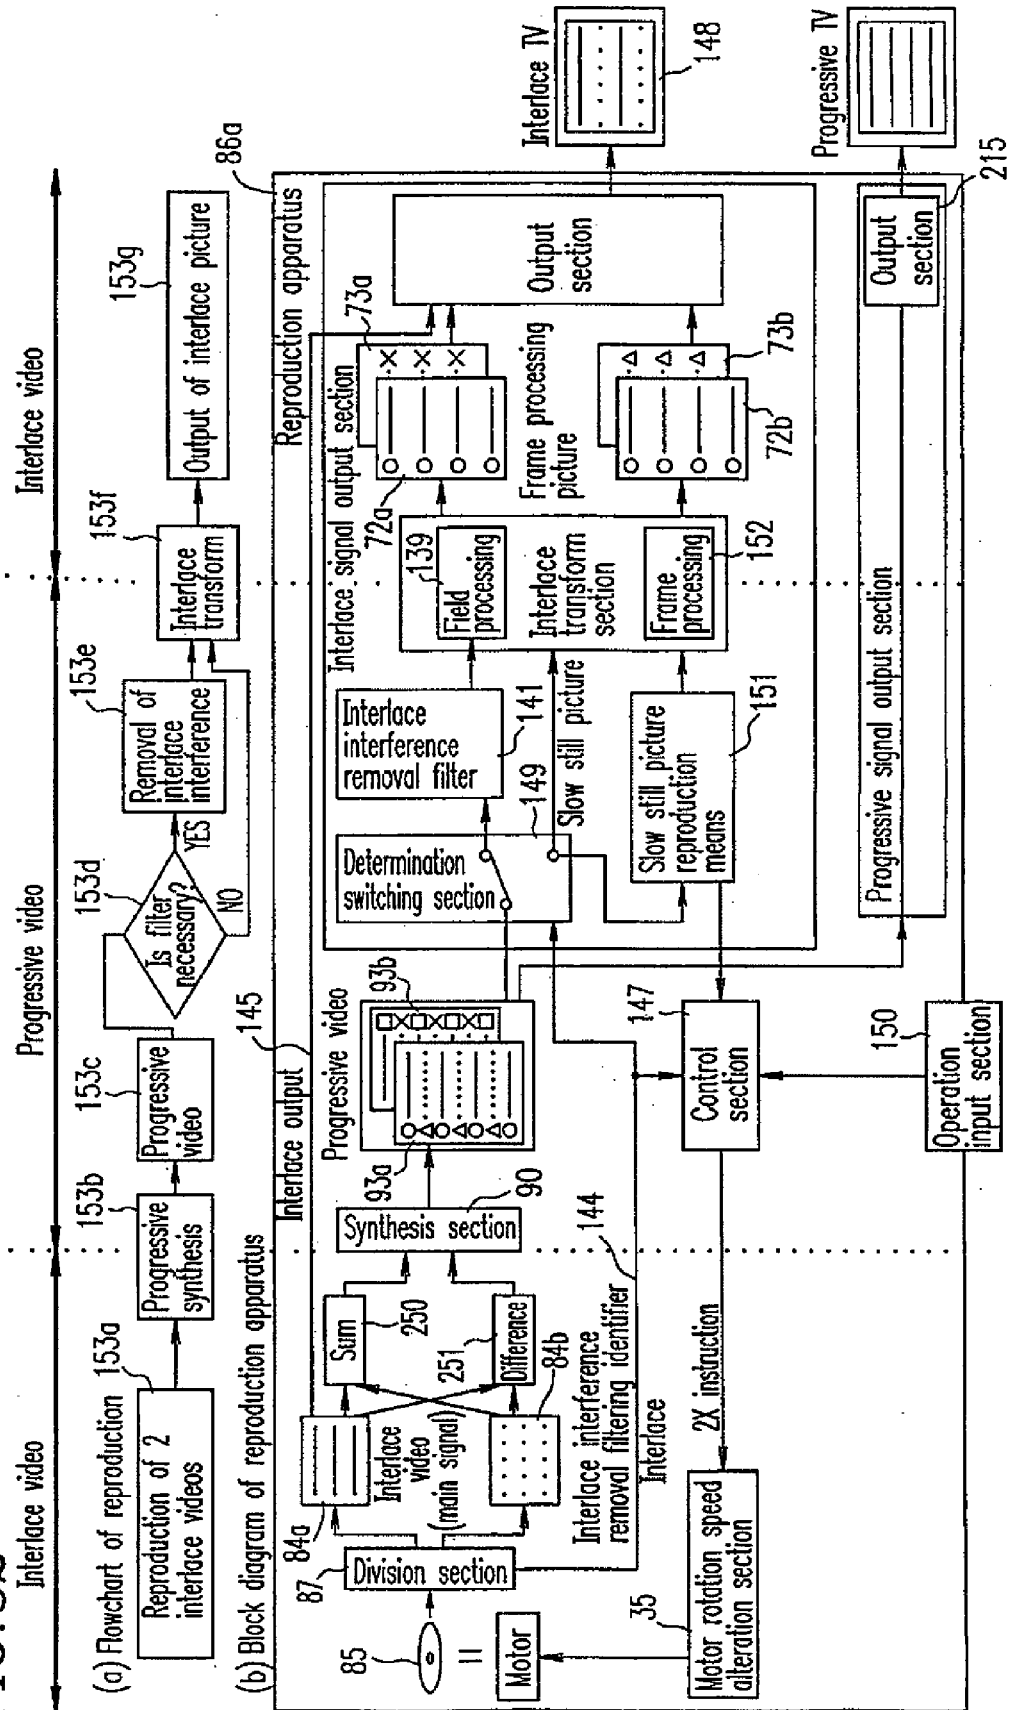 Interlace video
Progressive video
Interlace video
(a) Flowchart of reproduction
153a
Reproduction of 2
interlace videos
153b
Progressive
synthesis
153c
Progressive
video
153d
Is filter
necessary?
YES
NO
153e
Removal of
interlace
interference
153f
Interlace
transform
153g
Output of interlace picture
(b) Block diagram of reproduction apparatus
Interlace output
145
Reproduction apparatus
86a
85
Motor
87
Division section
84a
Interlace
video
(main signal)
84b
Sum
250
251
Difference
Synthesis section
90
Progressive video
93a
93b
Interlace interference
removal filtering identifier
144
Interlace
Determination
switching section
149
Interlace
interference
removal filter
141
Slow still picture
Slow still picture
reproduction
means
151
Interlace signal output section
139
Field
processing
Interlace
transform
section
Frame
processing
152
72a
73a
Frame processing
picture
72b
73b
Output
section
Interlace TV
148
35
Motor rotation speed
alteration section
2X instruction
147
Control
section
150
Operation
input section
Progressive signal output section
Output
section
215
Progressive TV